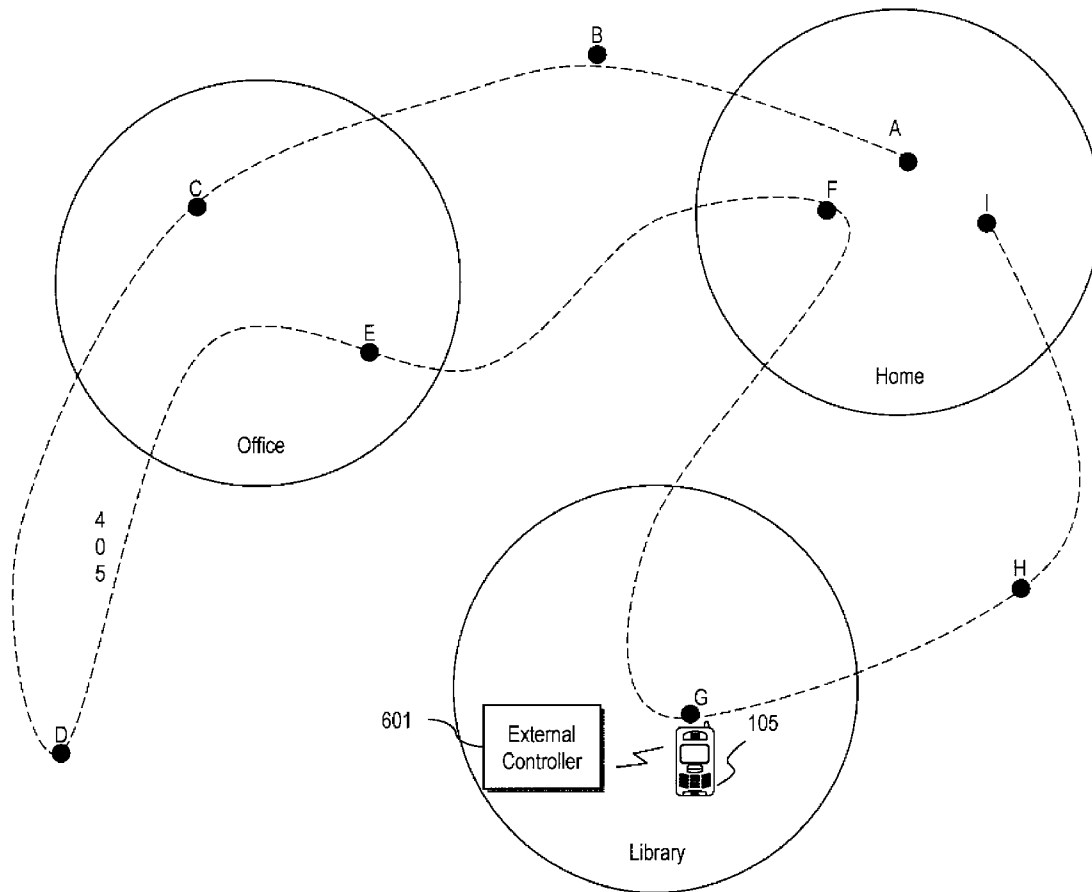 B
A
C
F
I
E
Home
Office
4
0
5
H
G
601
External
Controller
105
D
Library